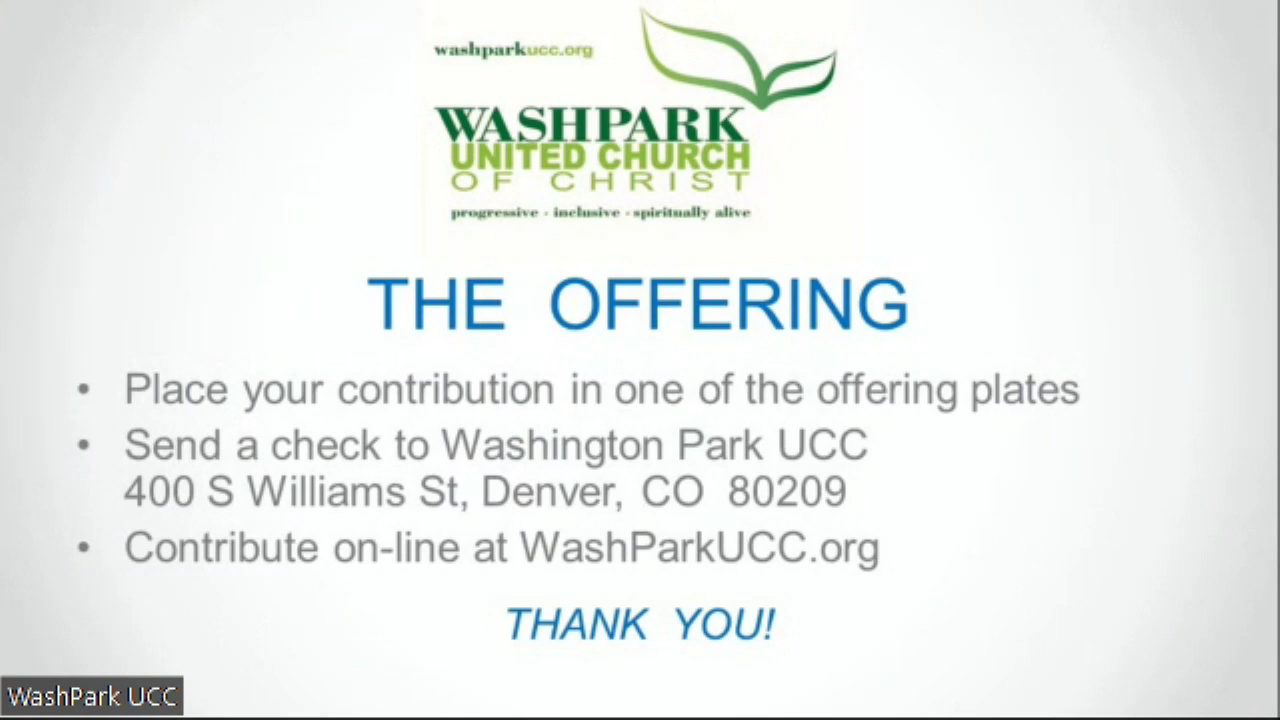 washparkucc.org
WASHPARK
UNITED CHURCH
OF CHRIST
progressive - inclusive - spiritually alive
THE OFFERING
• Place your contribution in one of the offering plates
• Send a check to Washington Park UCC
400 S Williams St, Denver, CO 80209
• Contribute on-line at WashParkUCC.org
THANK YOU!
WashPark UCC